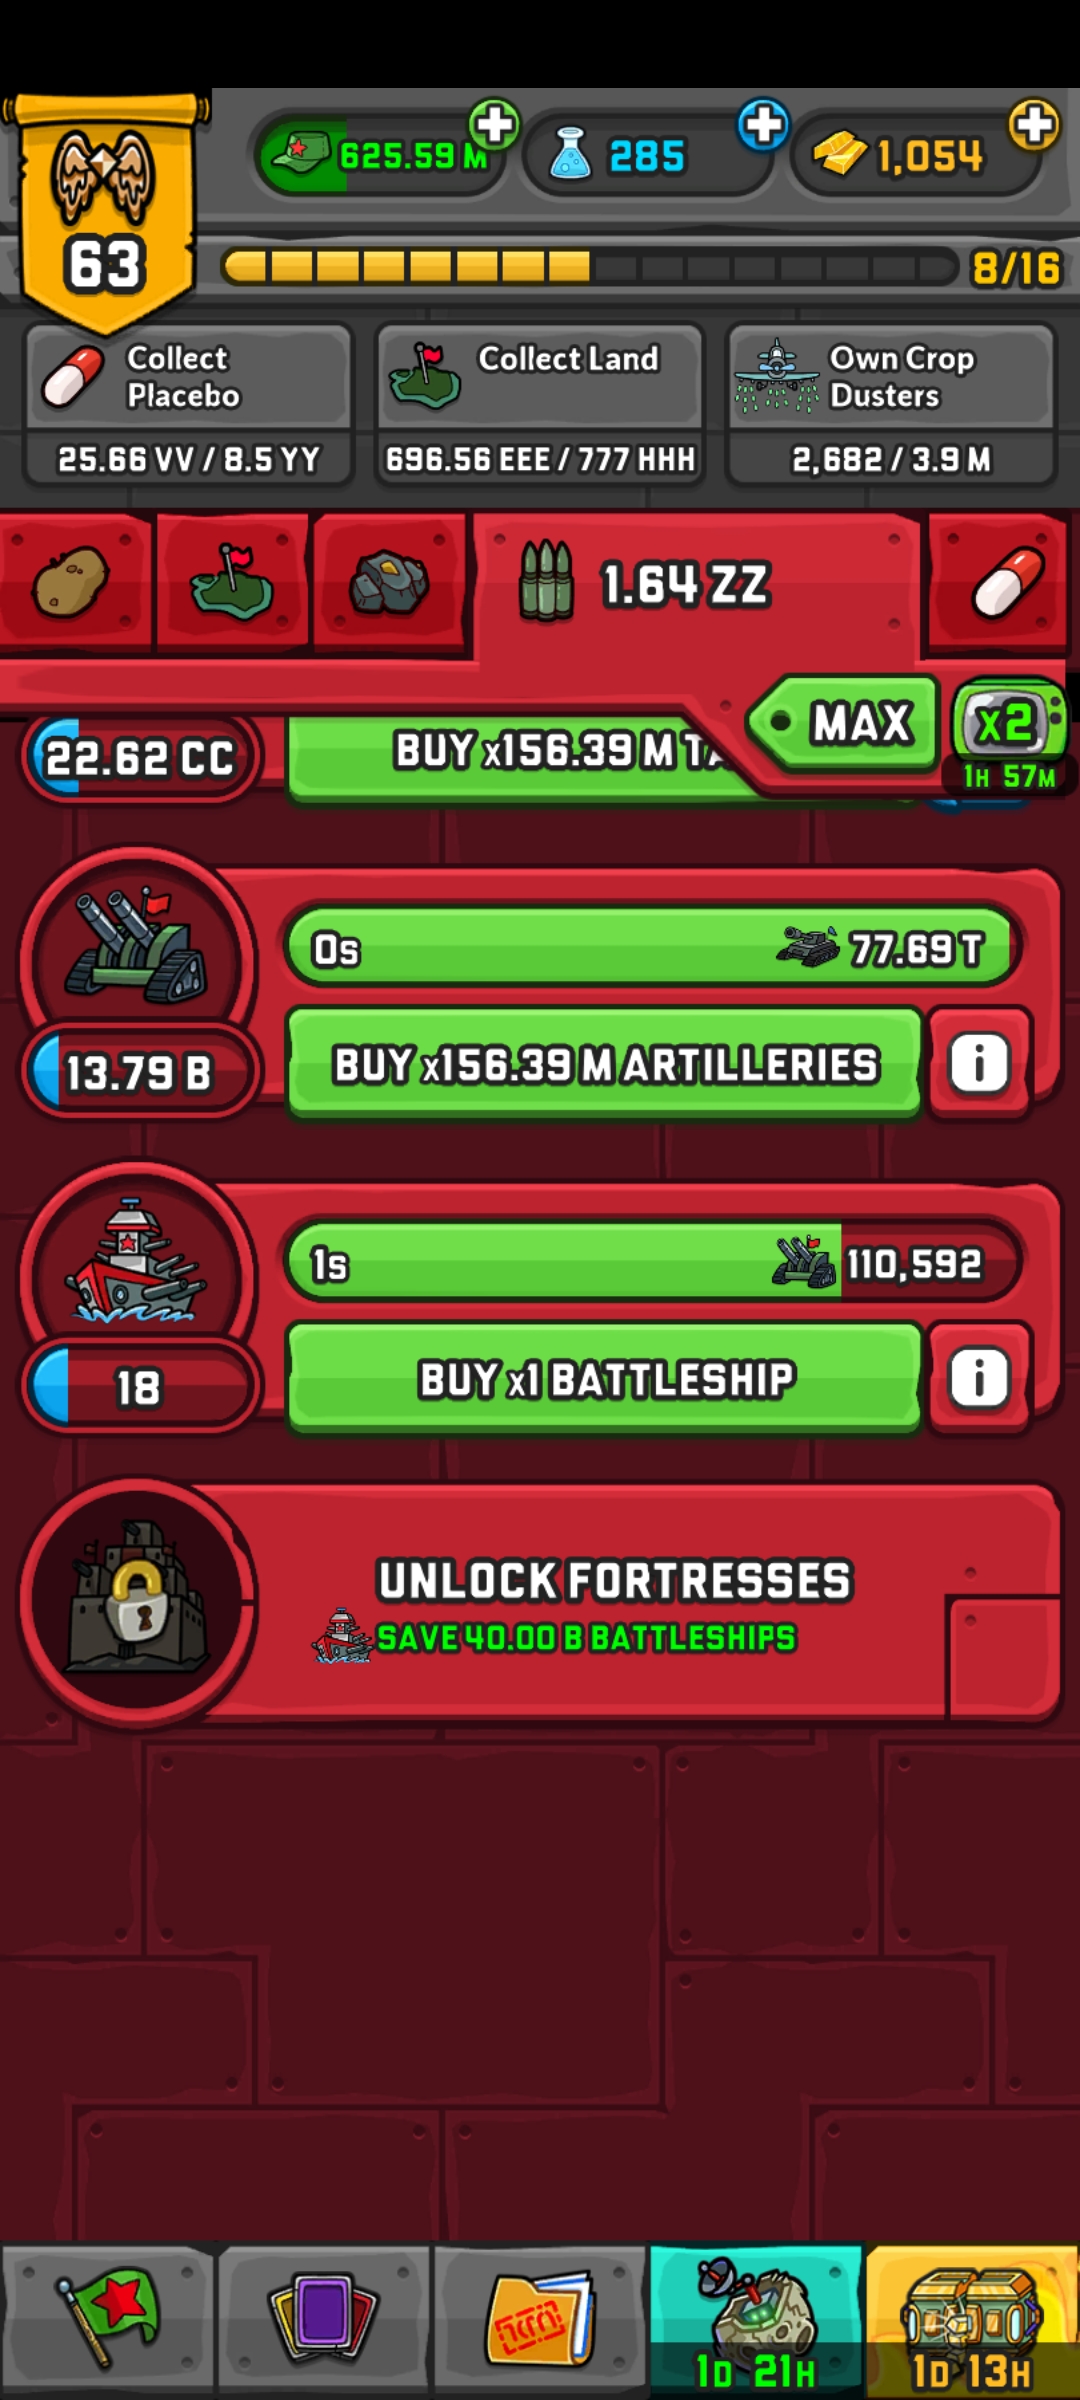 625.59 M
285
1,054
63
8/16
Collect
Placebo
25.66 VV / 8.5 YY
Collect Land
696.56 EEE / 777 HHH
Own Crop
Dusters
2,682 / 3.9 M
1.64 ZZ
MAX
x2
1H 57M
22.62 CC
BUY x156.39 M TA
0s
77.69 T
13.79 B
BUY x156.39 M ARTILLERIES
i
1s
110,592
18
BUY x1 BATTLESHIP
i
UNLOCK FORTRESSES
SAVE 40.00 B BATTLESHIPS
1D 21H
1D 13H